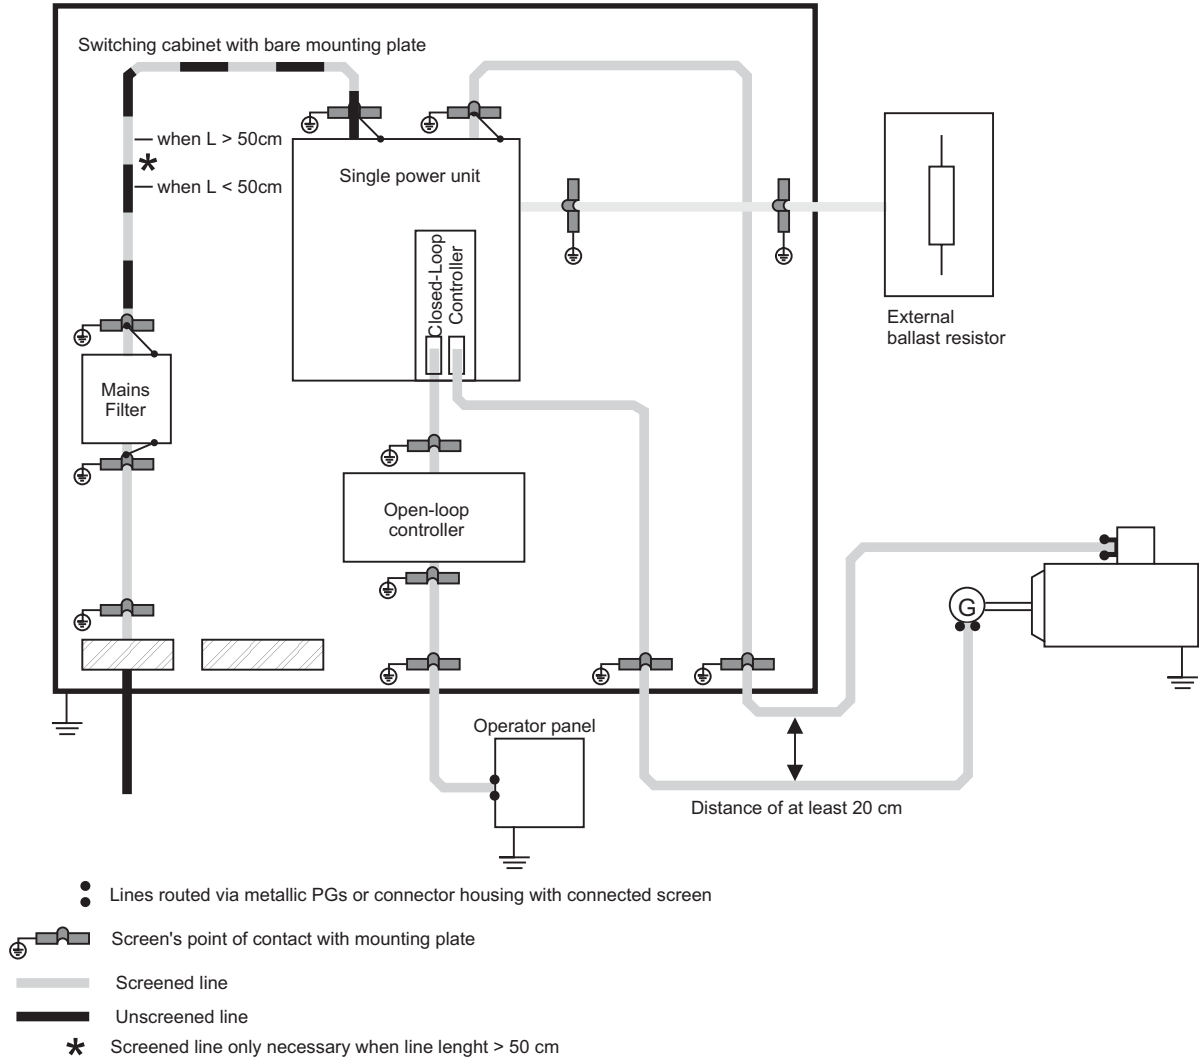 Switching cabinet with bare mounting plate
when L > 50cm
*
when L < 50cm
Single power unit
Closed-Loop
Controller
External
ballast resistor
Mains
Filter
Open-loop
controller
G
Operator panel
Distance of at least 20 cm
Lines routed via metallic PGs or connector housing with connected screen
Screen's point of contact with mounting plate
Screened line
Unscreened line
* Screened line only necessary when line lenght > 50 cm